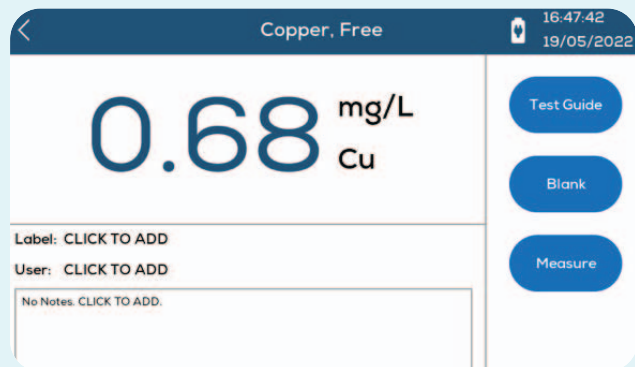 Copper, Free
16:47:42
19/05/2022
0.68 mg/L
Cu
Test Guide
Blank
Measure
Label: CLICK TO ADD
User: CLICK TO ADD
No Notes. CLICK TO ADD.